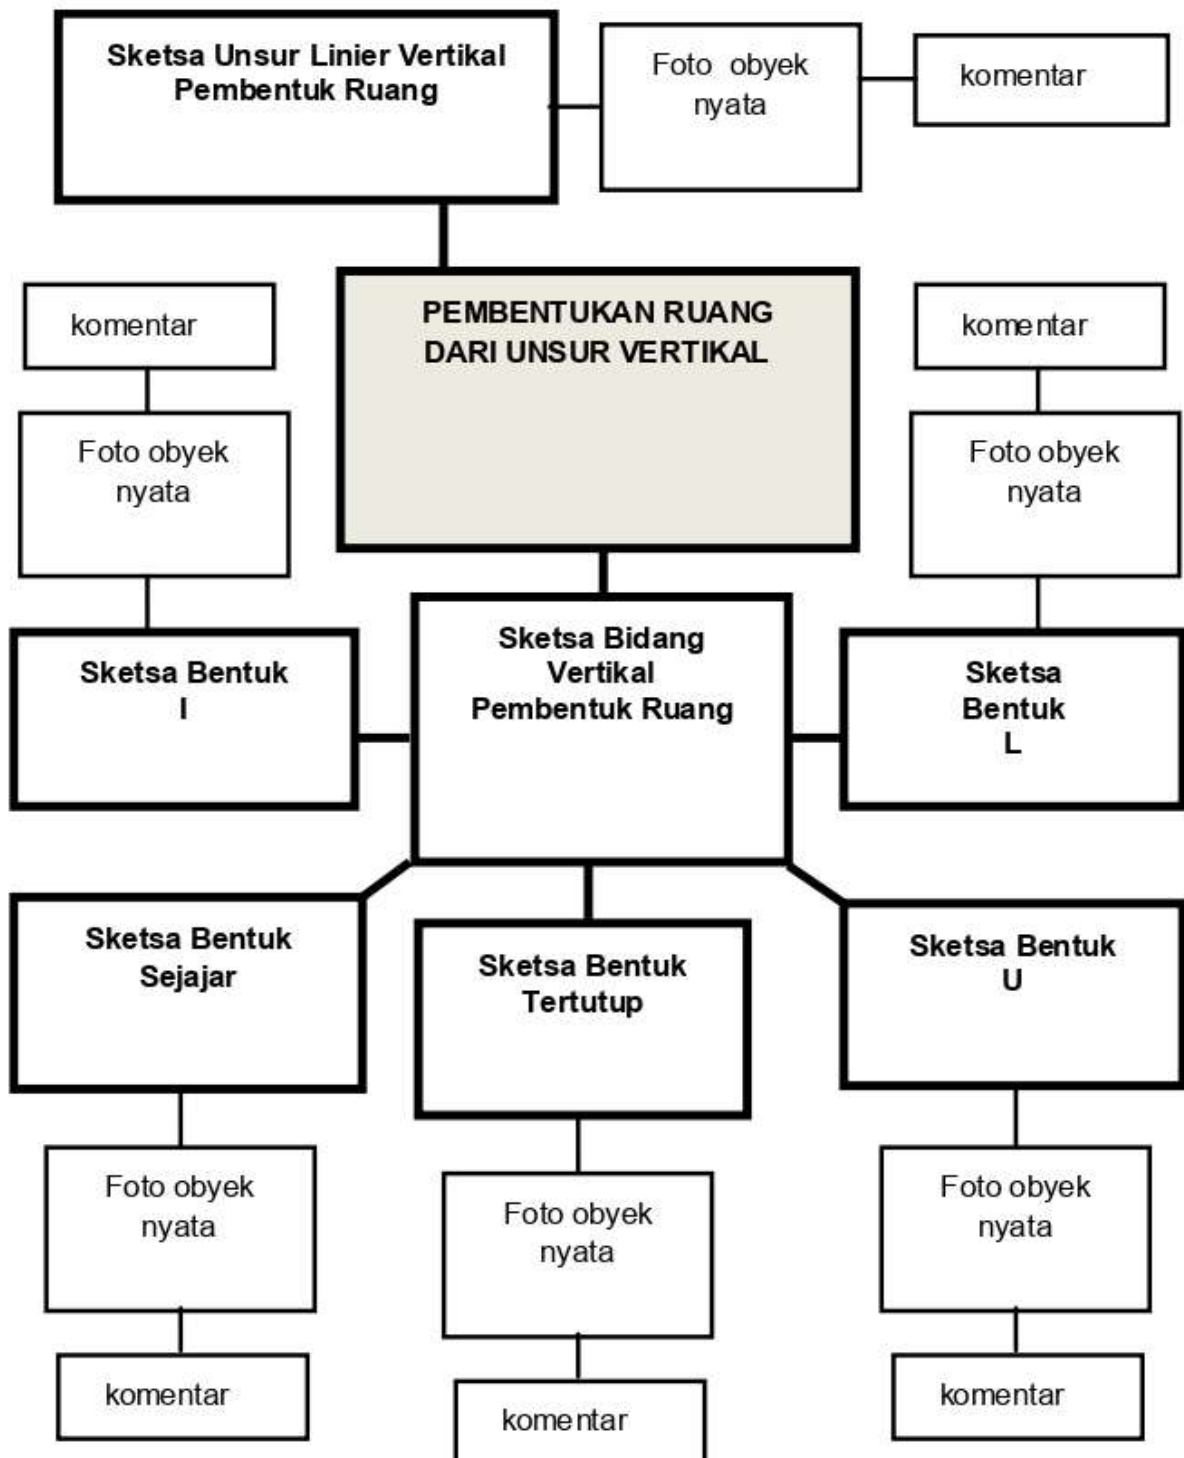 Sketsa Unsur Linier Vertikal
Pembentuk Ruang
Foto obyek
nyata
komentar
PEMBENTUKAN RUANG
DARI UNSUR VERTIKAL
komentar
Foto obyek
nyata
komentar
Foto obyek
nyata
Sketsa Bentuk
I
Sketsa Bidang
Vertikal
Pembentuk Ruang
Sketsa
Bentuk
L
Sketsa Bentuk
Sejajar
Sketsa Bentuk
Tertutup
Sketsa Bentuk
U
Foto obyek
nyata
Foto obyek
nyata
Foto obyek
nyata
komentar
komentar
komentar